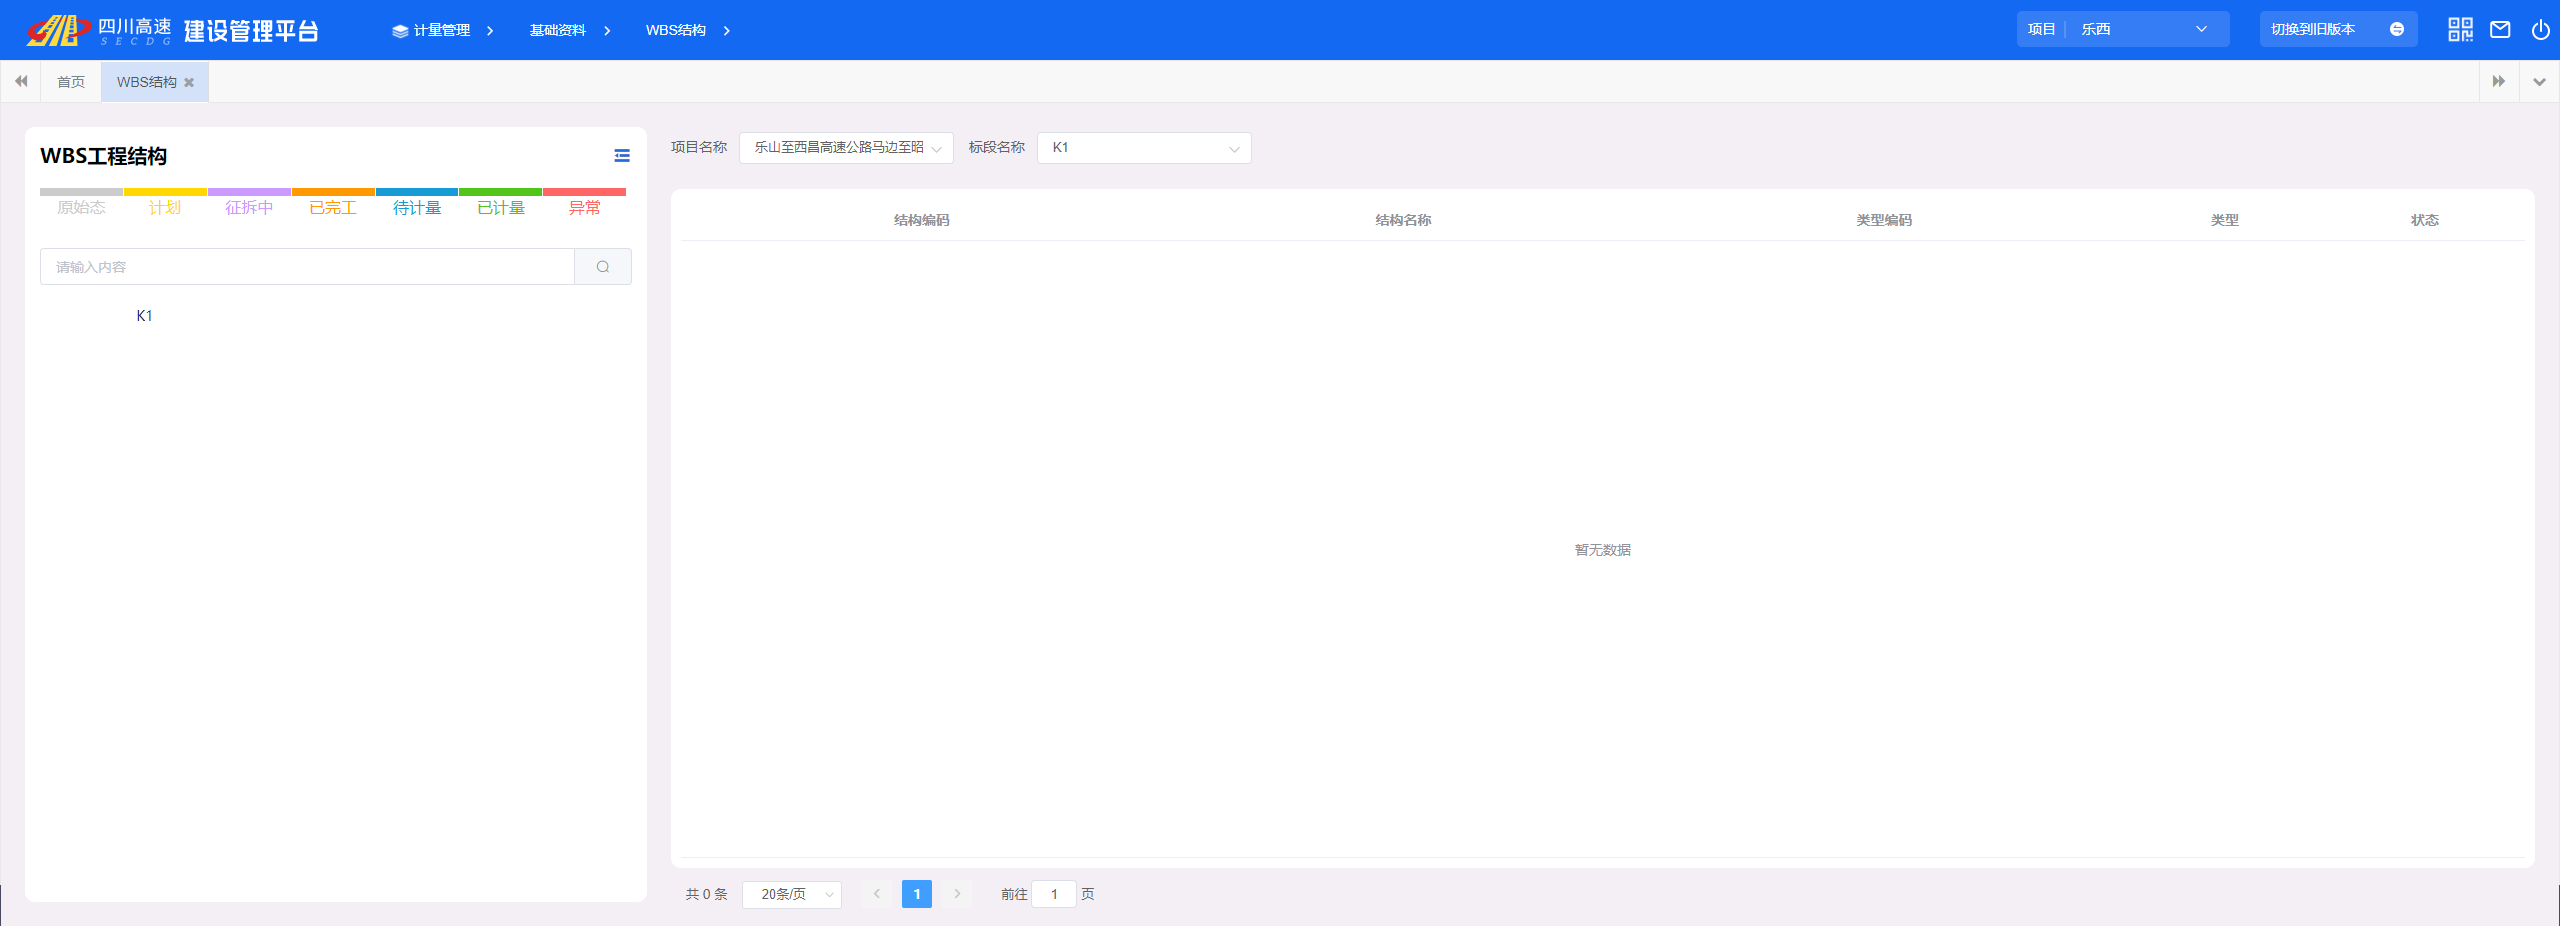 四川高速
SECDG
建设管理平台
计量管理
基础资料
WBS结构
项目
乐西
切换到旧版本
首页
WBS结构
WBS工程结构
原始态
计划
征拆中
已完工
待计量
已计量
异常
请输入内容
K1
项目名称
乐山至西昌高速公路马边至昭
标段名称
K1
结构编码
结构名称
类型编码
类型
状态
暂无数据
共 0 条
20条/页
1
前往
1
页